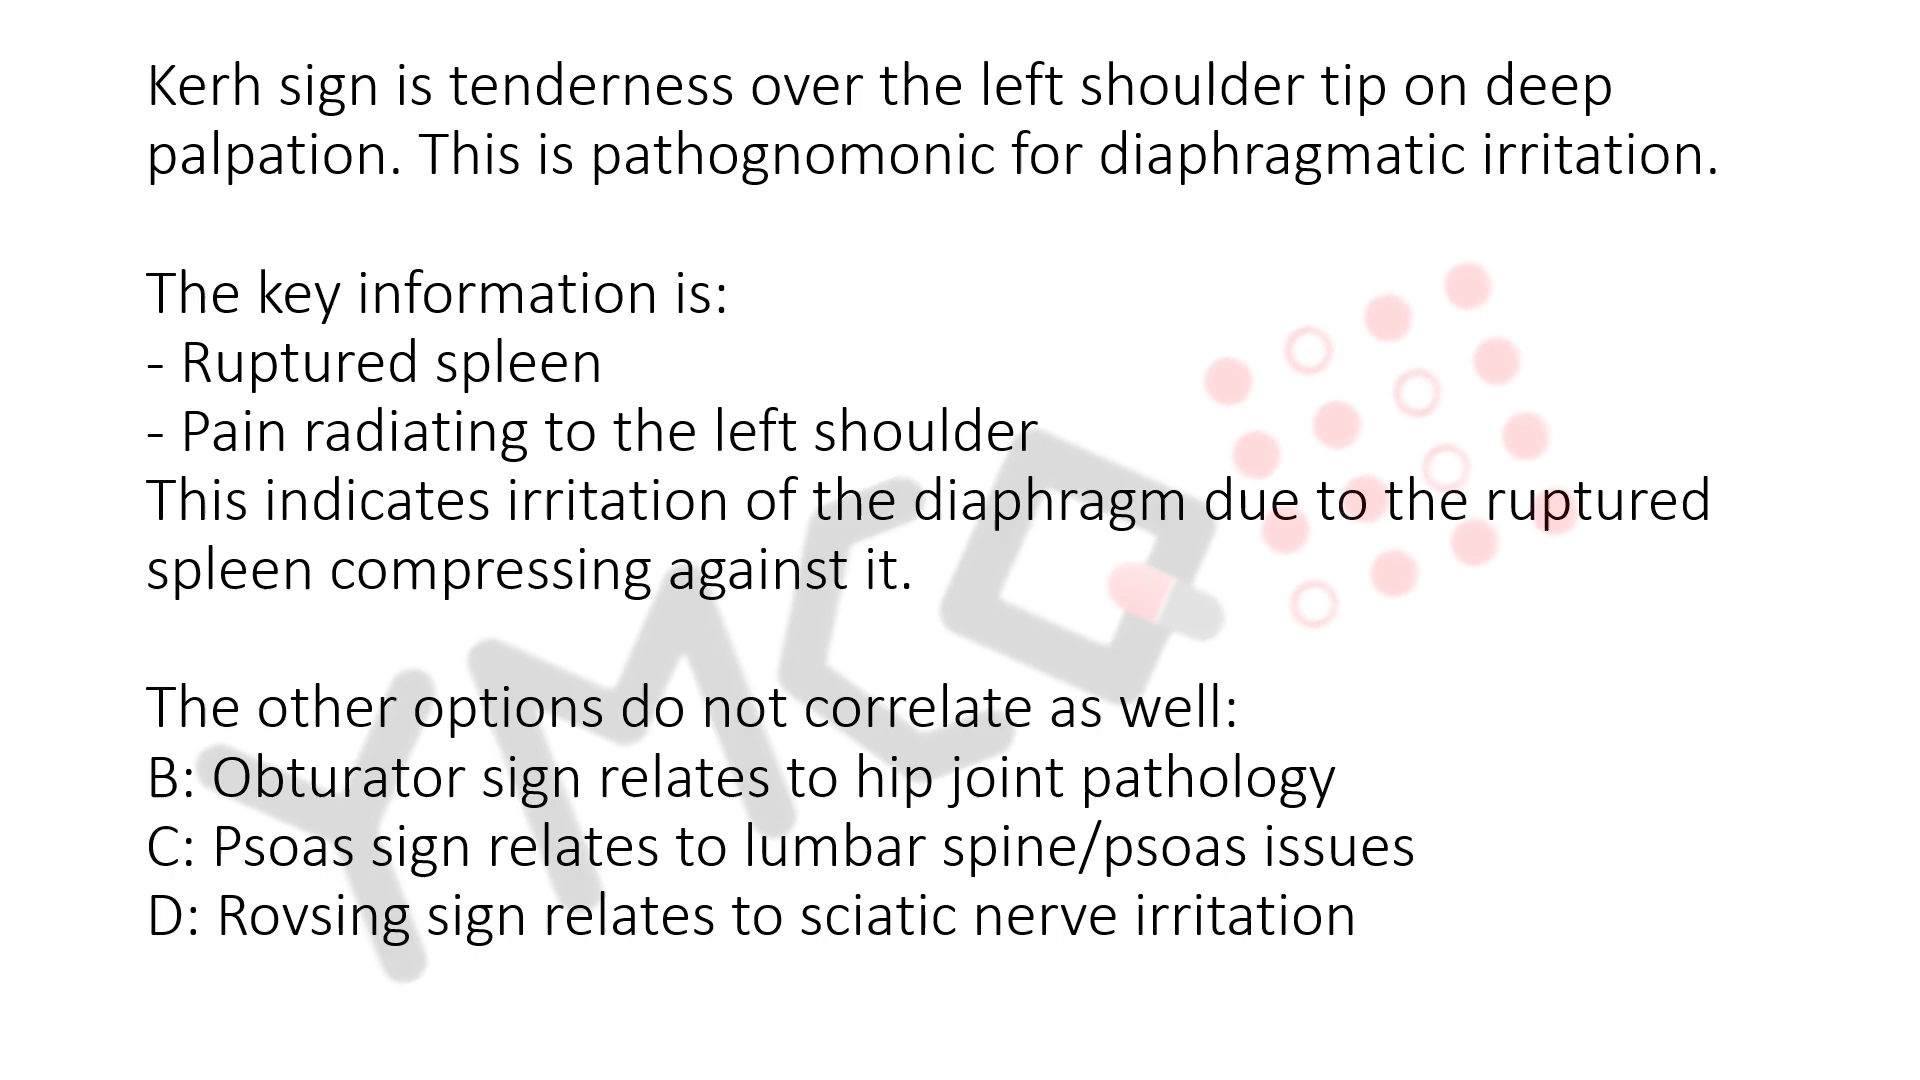 Kerh sign is tenderness over the left shoulder tip on deep
palpation. This is pathognomonic for diaphragmatic irritation.
The key information is:
- Ruptured spleen
- Pain radiating to the left shoulder
This indicates irritation of the diaphragm due to the ruptured
spleen compressing against it.
The other options do not correlate as well:
B: Obturator sign relates to hip joint pathology
C: Psoas sign relates to lumbar spine/psoas issues
D: Rovsing sign relates to sciatic nerve irritation
YMCQ